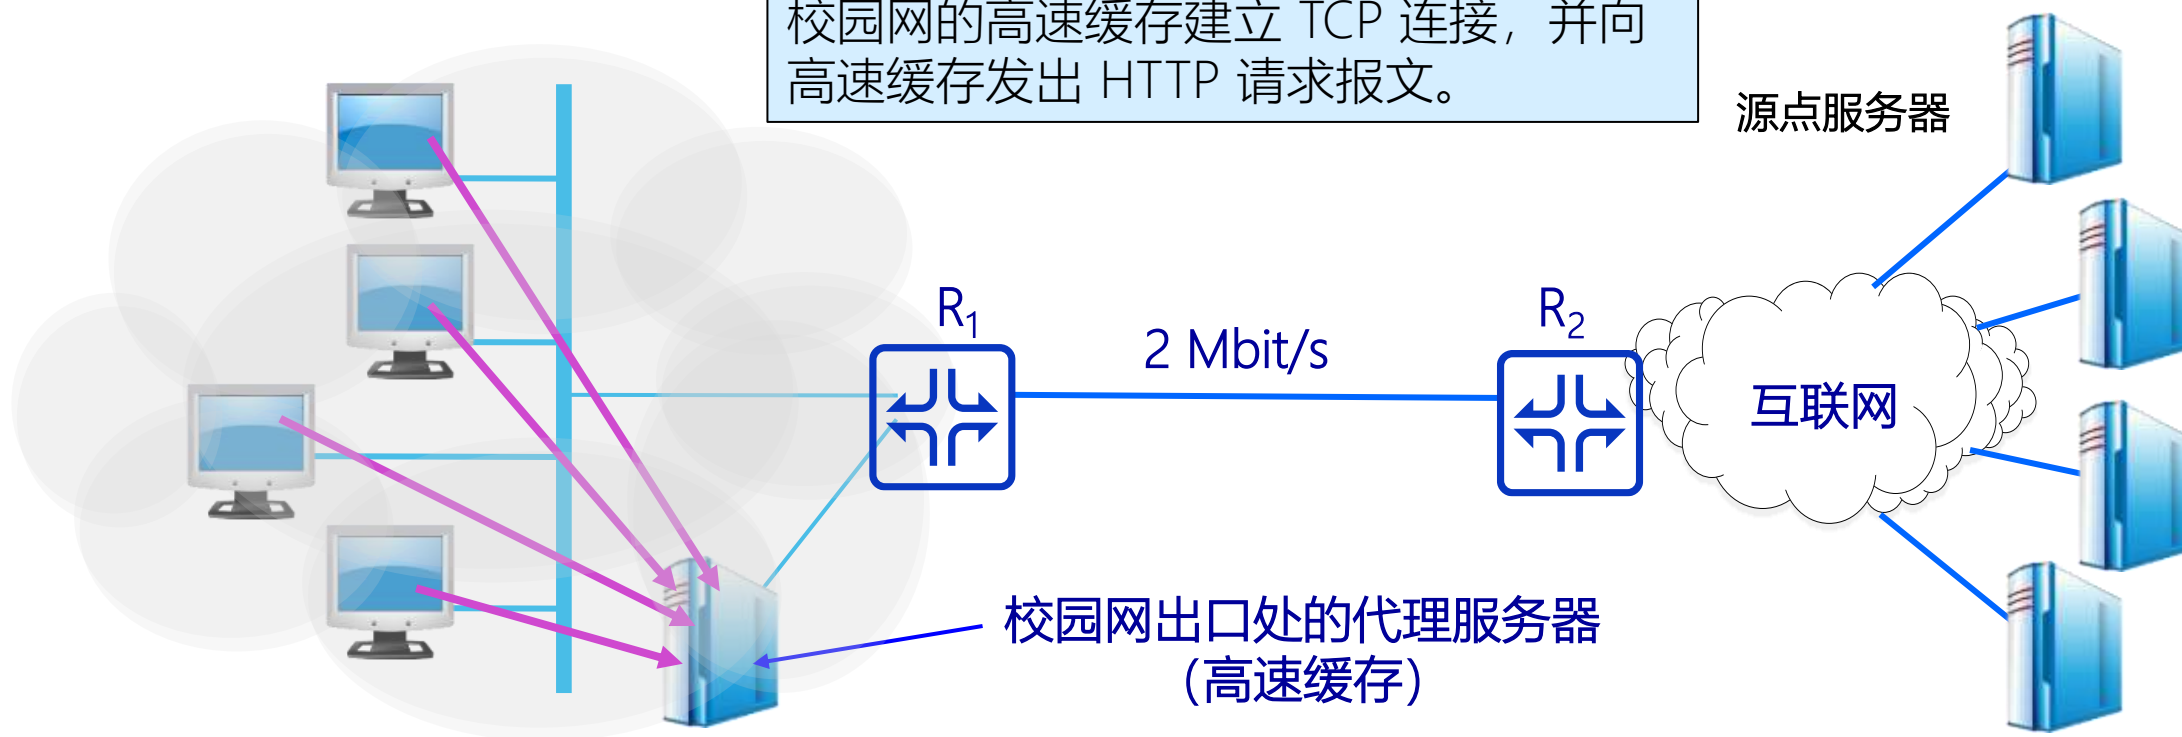 校园网的高速缓存建立 TCP 连接，并向
高速缓存发出 HTTP 请求报文。
源点服务器
R1
2 Mbit/s
R2
互联网
校园网出口处的代理服务器
（高速缓存）